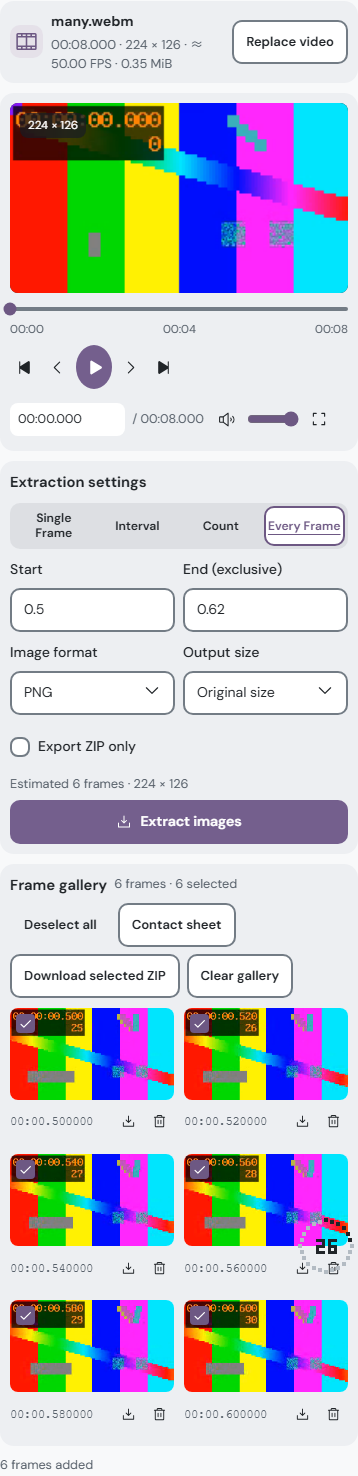 many.webm
00:08.000 · 224 × 126 · ≈
50.00 FPS · 0.35 MiB
Replace video
224 × 126
00:00:00.000
0
00:00
00:04
00:08
00:00.000
/ 00:08.000
Extraction settings
Single Frame
Interval
Count
Every Frame
Start
End (exclusive)
0.5
0.62
Image format
Output size
PNG
Original size
Export ZIP only
Estimated 6 frames · 224 × 126
Extract images
Frame gallery
6 frames · 6 selected
Deselect all
Contact sheet
Download selected ZIP
Clear gallery
:00:00.500
25
:00:00.520
26
00:00.500000
00:00.520000
:00:00.540
27
:00:00.560
28
26
00:00.540000
00:00.560000
:00:00.580
29
:00:00.600
30
00:00.580000
00:00.600000
6 frames added